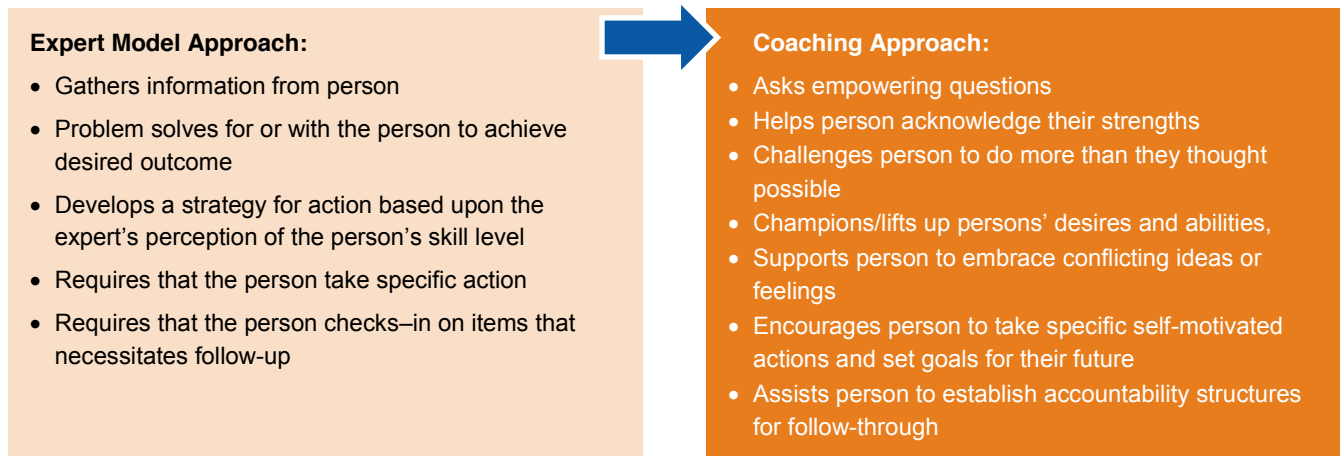 Expert Model Approach:
• Gathers information from person
• Problem solves for or with the person to achieve
desired outcome
• Develops a strategy for action based upon the
expert’s perception of the person’s skill level
• Requires that the person take specific action
• Requires that the person checks–in on items that
necessitates follow-up
Coaching Approach:
• Asks empowering questions
• Helps person acknowledge their strengths
• Challenges person to do more than they thought
possible
• Champions/lifts up persons’ desires and abilities,
• Supports person to embrace conflicting ideas or
feelings
• Encourages person to take specific self-motivated
actions and set goals for their future
• Assists person to establish accountability structures
for follow-through